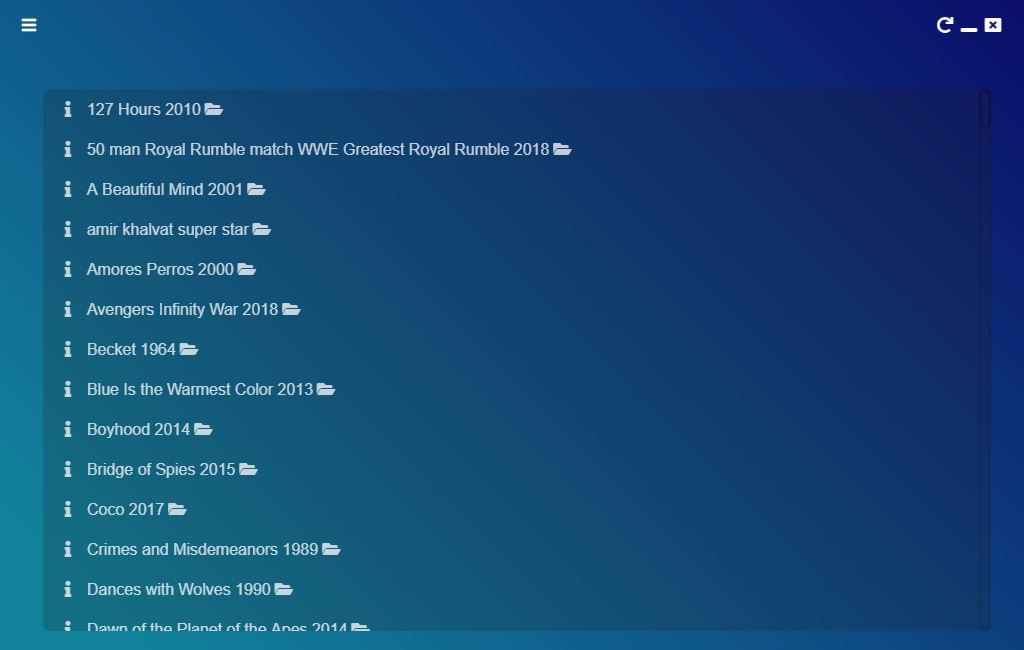 127 Hours 2010
50 man Royal Rumble match WWE Greatest Royal Rumble 2018
A Beautiful Mind 2001
amir khalvat super star
Amores Perros 2000
Avengers Infinity War 2018
Becket 1964
Blue Is the Warmest Color 2013
Boyhood 2014
Bridge of Spies 2015
Coco 2017
Crimes and Misdemeanors 1989
Dances with Wolves 1990
Dawn of the Planet of the Apes 2014